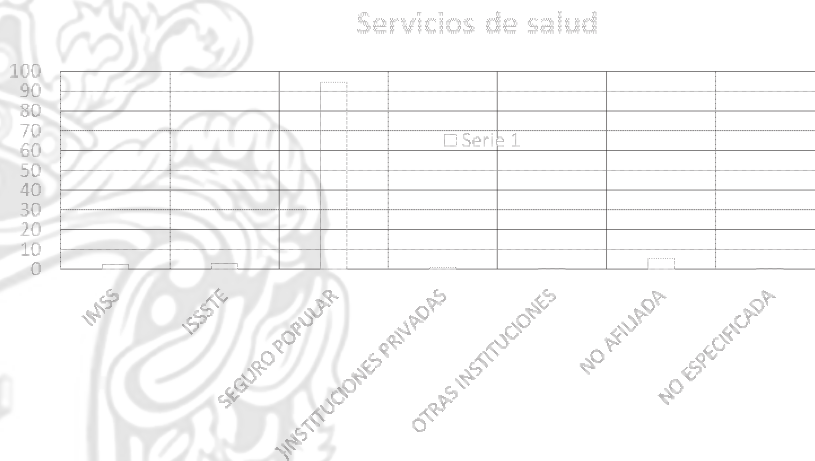 Servicios de salud
100
90
80
70
60
50
40
30
20
10
0
Serie 1
IMSS
ISSSTE
SEGURO POPULAR
INSTITUCIONES PRIVADAS
OTRAS INSTITUCIONES
NO AFILIADA
NO ESPECIFICADA